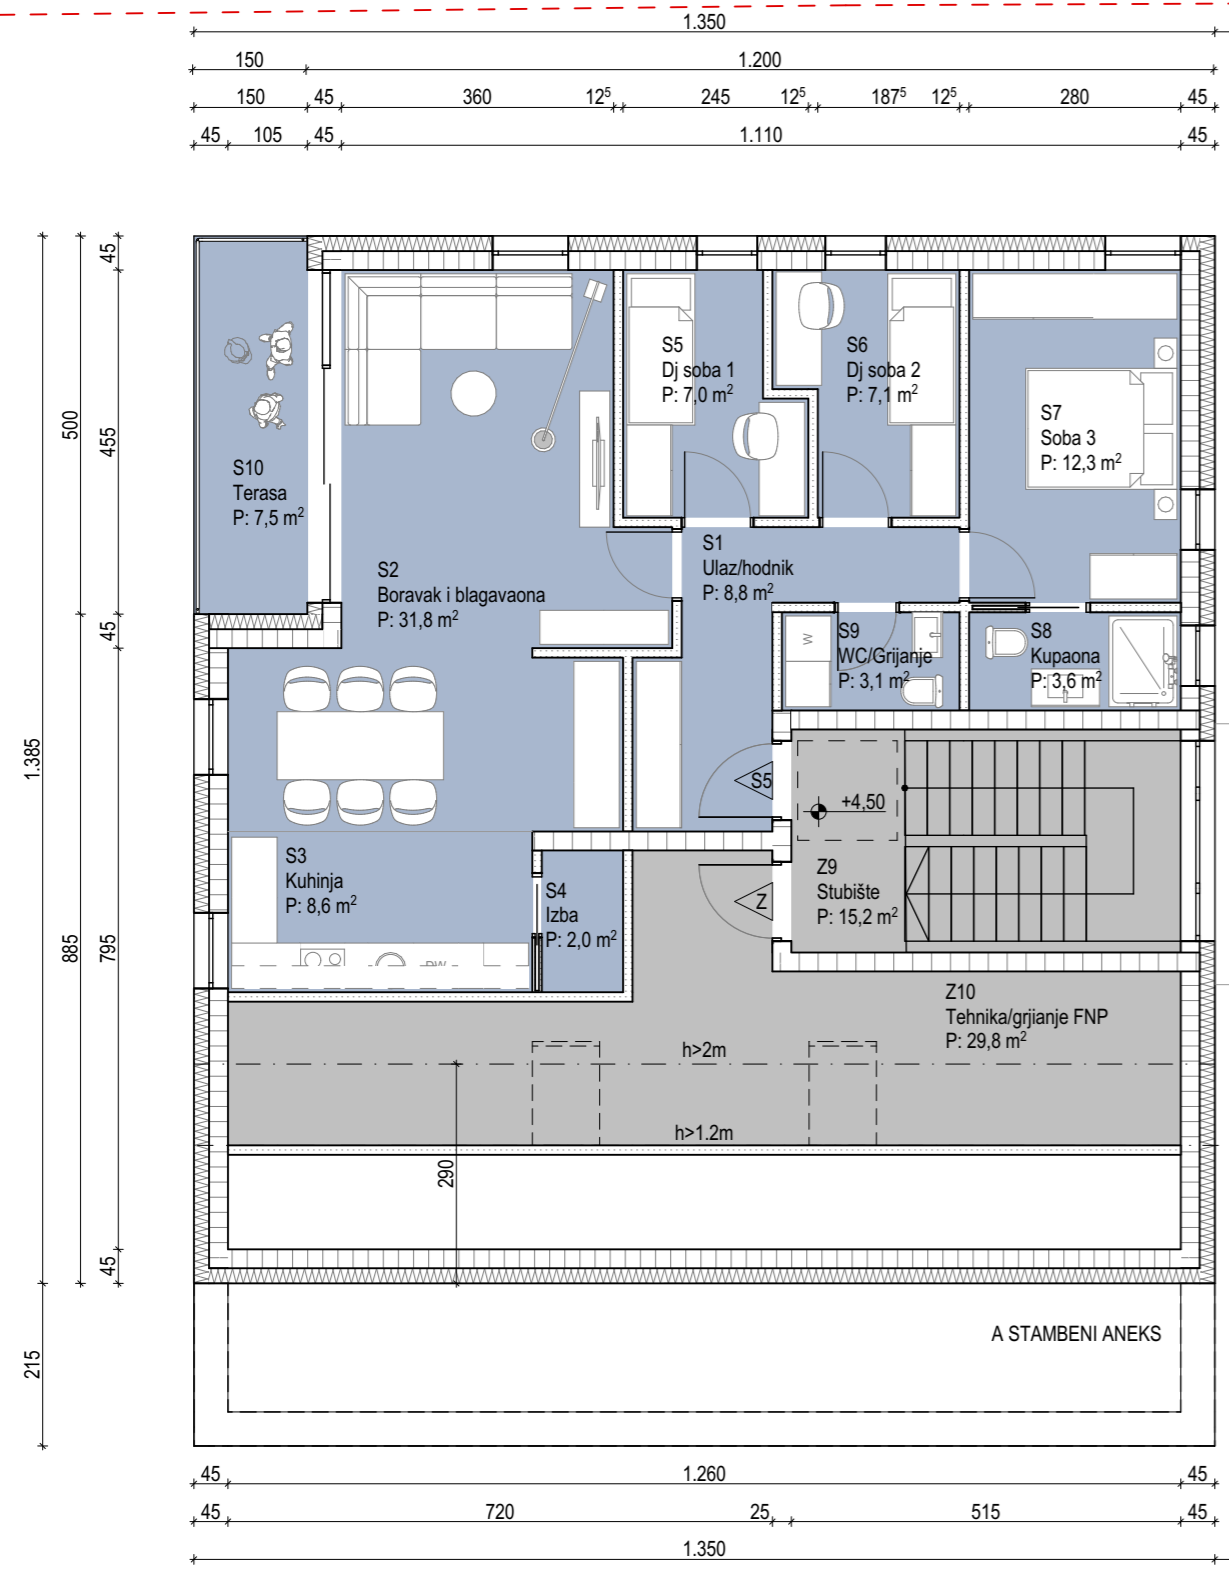 1.350
150
1.200
150
45
360
12⁵
245
12⁵
187⁵
12⁵
280
45
45
105
45
1.110
45
45
500
455
45
1.385
885
795
45
215
S10
Terasa
P: 7,5 m²
S2
Boravak i blagavaona
P: 31,8 m²
S5
Dj soba 1
P: 7,0 m²
S6
Dj soba 2
P: 7,1 m²
S7
Soba 3
P: 12,3 m²
S1
Ulaz/hodnik
P: 8,8 m²
W
S9
WC/Grijanje
P: 3,1 m²
S8
Kupaona
P: 3,6 m²
S5
+4,50
Z9
Stubište
P: 15,2 m²
Z
S3
Kuhinja
P: 8,6 m²
DW
S4
Izba
P: 2,0 m²
Z10
Tehnika/grjianje FNP
P: 29,8 m²
h>2m
h>1.2m
290
A STAMBENI ANEKS
45
1.260
45
45
720
25
515
45
1.350